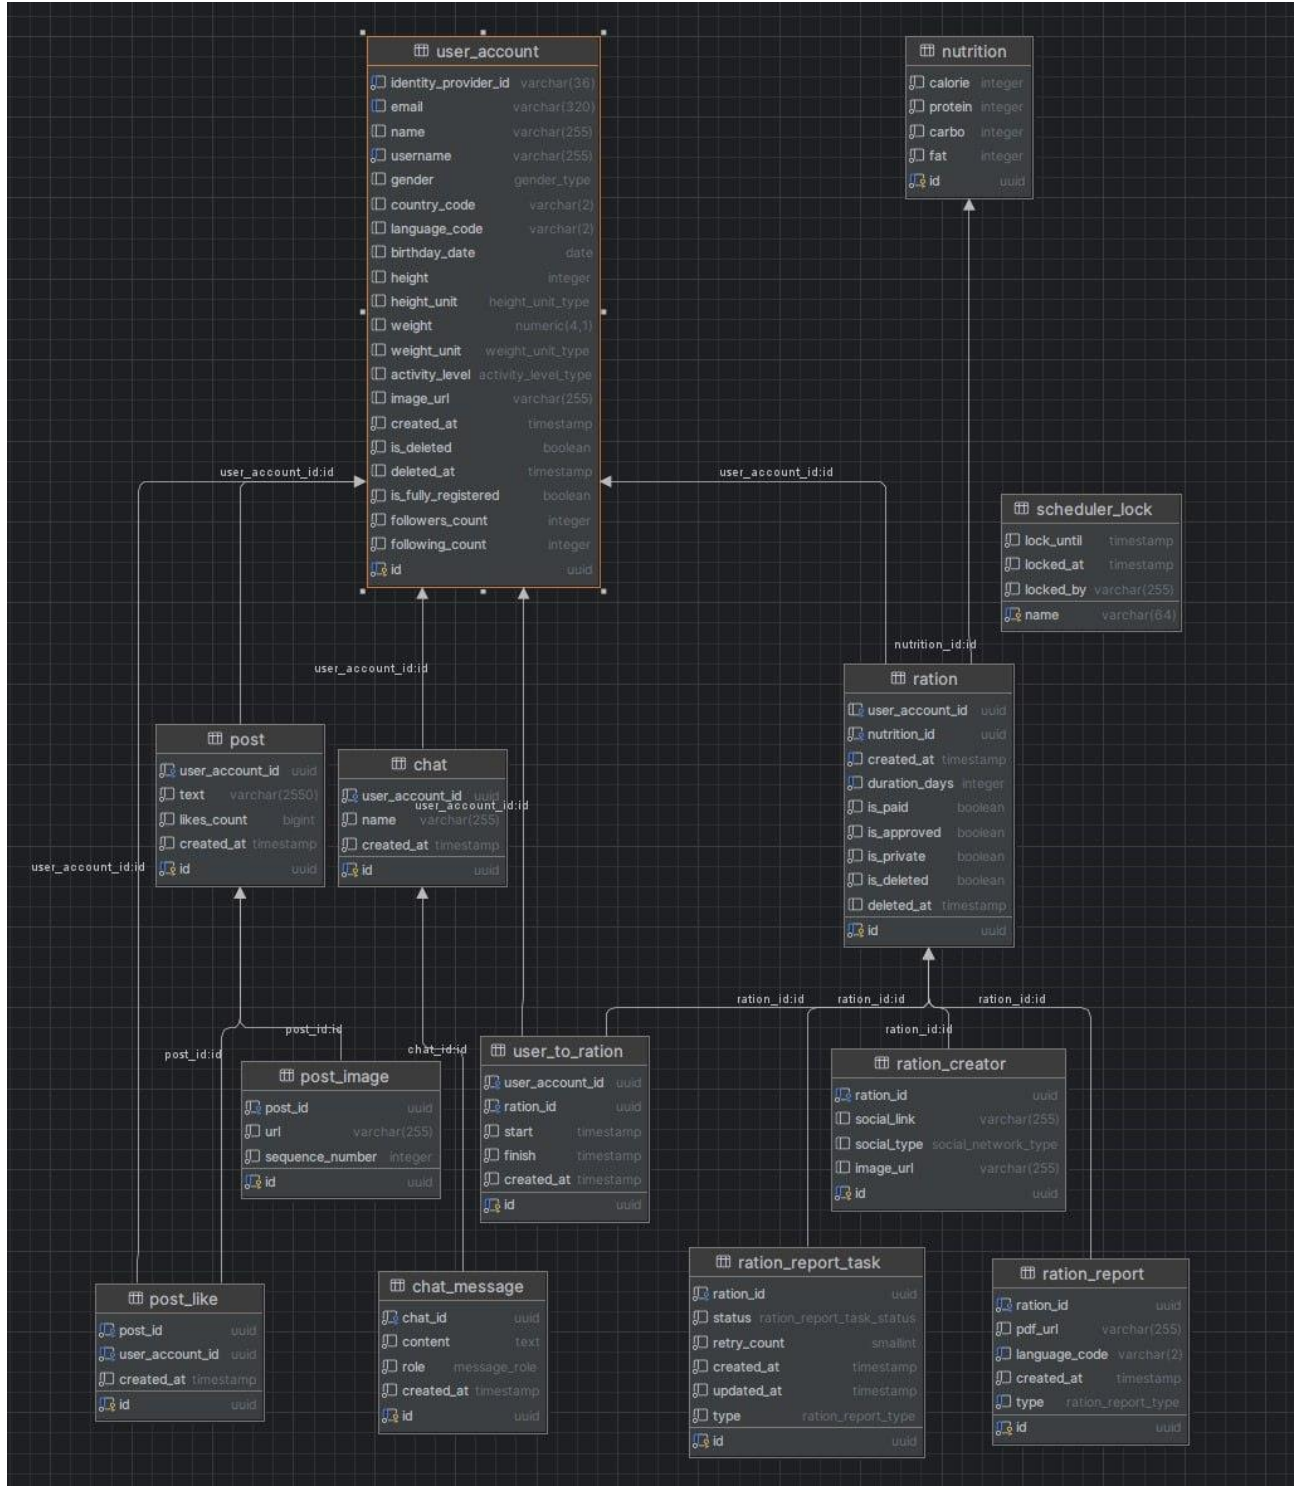 user_account
identity_provider_id varchar(36)
email varchar(320)
name varchar(255)
username varchar(255)
gender gender_type
country_code varchar(2)
language_code varchar(2)
birthday_date date
height integer
height_unit height_unit_type
weight numeric(4,1)
weight_unit weight_unit_type
activity_level activity_level_type
image_url varchar(255)
created_at timestamp
is_deleted boolean
deleted_at timestamp
is_fully_registered boolean
followers_count integer
following_count integer
id uuid
nutrition
calorie integer
protein integer
carbo integer
fat integer
id uuid
user_account_id:id
user_account_id:id
scheduler_lock
lock_until timestamp
locked_at timestamp
locked_by varchar(255)
name varchar(64)
nutrition_id:id
user_account_id:id
ration
user_account_id uuid
nutrition_id uuid
created_at timestamp
duration_days integer
is_paid boolean
is_approved boolean
is_private boolean
is_deleted boolean
deleted_at timestamp
id uuid
post
user_account_id uuid
text varchar(2550)
likes_count bigint
created_at timestamp
id uuid
chat
user_account_id uuid
user_account_id:id
name varchar(255)
created_at timestamp
id uuid
user_account_id:id
ration_id:id
ration_id:id
ration_id:id
ration_id:id
post_id:id
post_id:id
chat_id:id
user_to_ration
user_account_id uuid
ration_id uuid
start timestamp
finish timestamp
created_at timestamp
id uuid
ration_creator
ration_id uuid
social_link varchar(255)
social_type social_network_type
image_url varchar(255)
id uuid
post_image
post_id uuid
url varchar(255)
sequence_number integer
id uuid
post_like
post_id uuid
user_account_id uuid
created_at timestamp
id uuid
chat_message
chat_id uuid
content text
role message_role
created_at timestamp
id uuid
ration_report_task
ration_id uuid
status ration_report_task_status
retry_count smallint
created_at timestamp
updated_at timestamp
type ration_report_type
id uuid
ration_report
ration_id uuid
pdf_url varchar(255)
language_code varchar(2)
created_at timestamp
type ration_report_type
id uuid